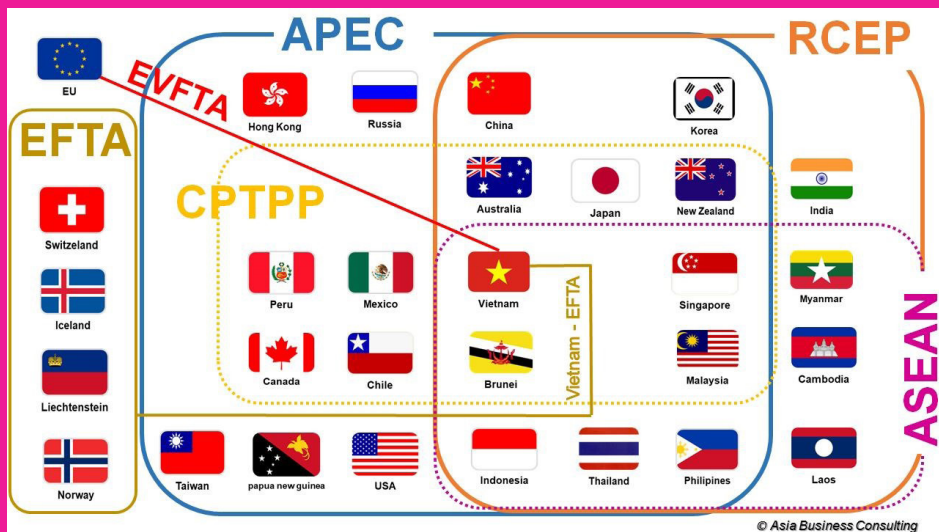 APEC
RCEP
EU
EVFTA
Hong Kong
Russia
China
Korea
EFTA
CPTPP
Switzeland
Australia
Japan
New Zealand
India
Iceland
Peru
Mexico
Vietnam
Singapore
Myanmar
Vietnam - EFTA
ASEAN
Liechtenstein
Canada
Chile
Brunei
Malaysia
Cambodia
Norway
Taiwan
papua new guinea
USA
Indonesia
Thailand
Philipines
Laos
© Asia Business Consulting